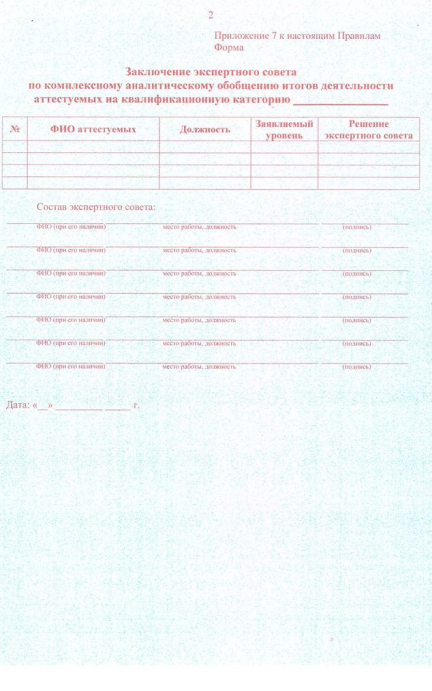 2
Приложение 7 к настоящим Правилам
Форма
Заключение экспертного совета
по комплексному аналитическому обобщению итогов деятельности
аттестуемых на квалификационную категорию _________________
№ ФИО аттестуемых Должность Заявляемый уровень Решение экспертного совета
Состав экспертного совета:
ФИО (при его наличии) место работы, должность (подпись)
ФИО (при его наличии) место работы, должность (подпись)
ФИО (при его наличии) место работы, должность (подпись)
ФИО (при его наличии) место работы, должность (подпись)
ФИО (при его наличии) место работы, должность (подпись)
ФИО (при его наличии) место работы, должность (подпись)
ФИО (при его наличии) место работы, должность (подпись)
Дата: «__» _________ _____ г.